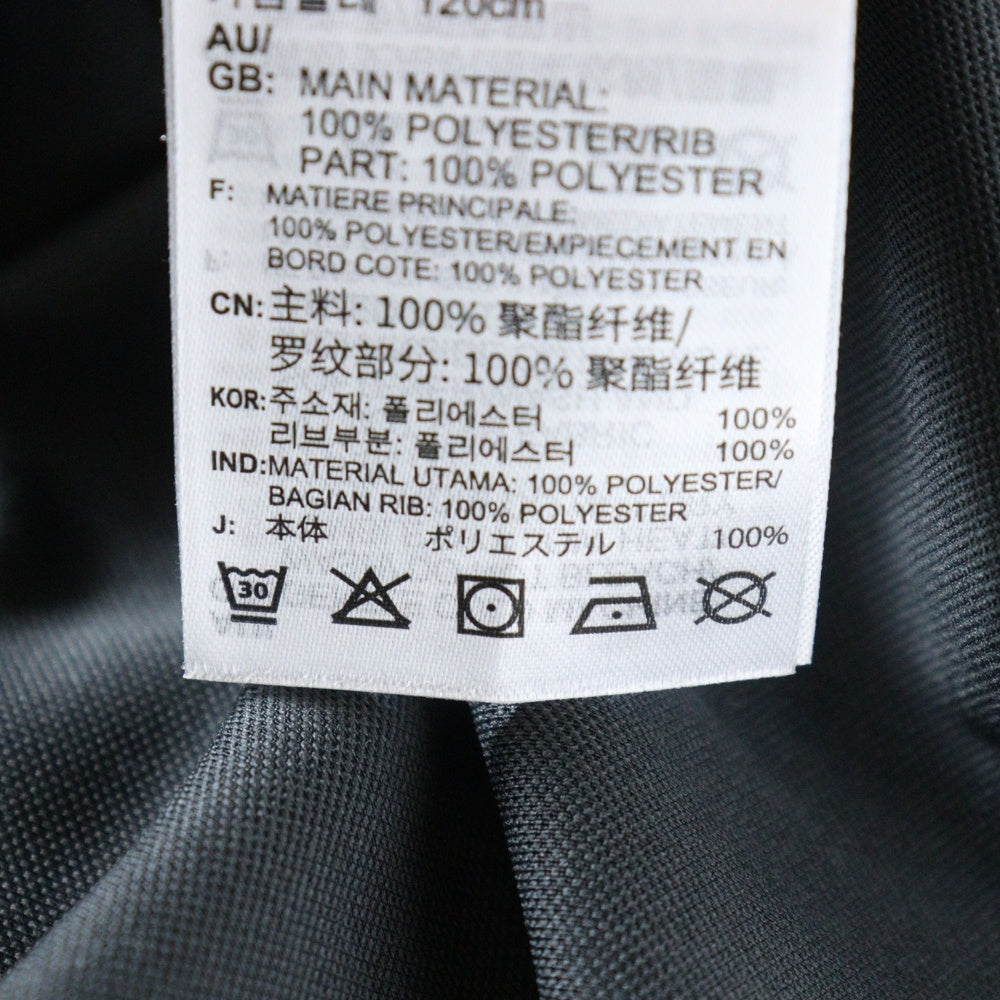 120cm
AU/
GB: MAIN MATERIAL:
100% POLYESTER/RIB
PART: 100% POLYESTER
F: MATIERE PRINCIPALE:
100% POLYESTER/EMPIECEMENT EN
BORD COTE: 100% POLYESTER
CN: 主料: 100% 聚酯纤维/
罗纹部分: 100% 聚酯纤维
KOR: 주소재: 폴리에스터 100%
리브부분: 폴리에스터 100%
IND: MATERIAL UTAMA: 100% POLYESTER/
BAGIAN RIB: 100% POLYESTER
J: 本体 ポリエステル 100%
30